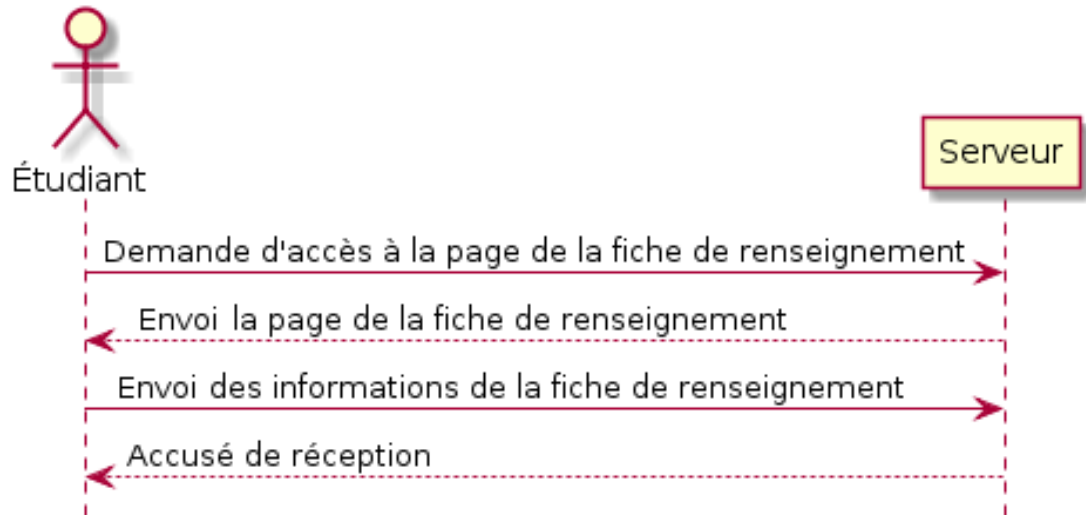 Étudiant
Serveur
Demande d'accès à la page de la fiche de renseignement
Envoi la page de la fiche de renseignement
Envoi des informations de la fiche de renseignement
Accusé de réception